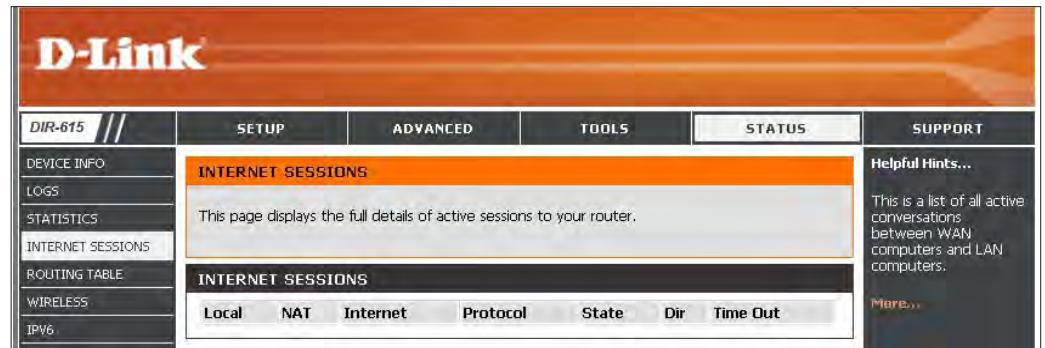 D-Link
DIR-615
SETUP
ADVANCED
TOOLS
STATUS
SUPPORT
DEVICE INFO
LOGS
STATISTICS
INTERNET SESSIONS
ROUTING TABLE
WIRELESS
IPV6
INTERNET SESSIONS
This page displays the full details of active sessions to your router.
INTERNET SESSIONS
Local NAT Internet Protocol State Dir Time Out
Helpful Hints...
This is a list of all active
conversations
between WAN
computers and LAN
computers.
More...